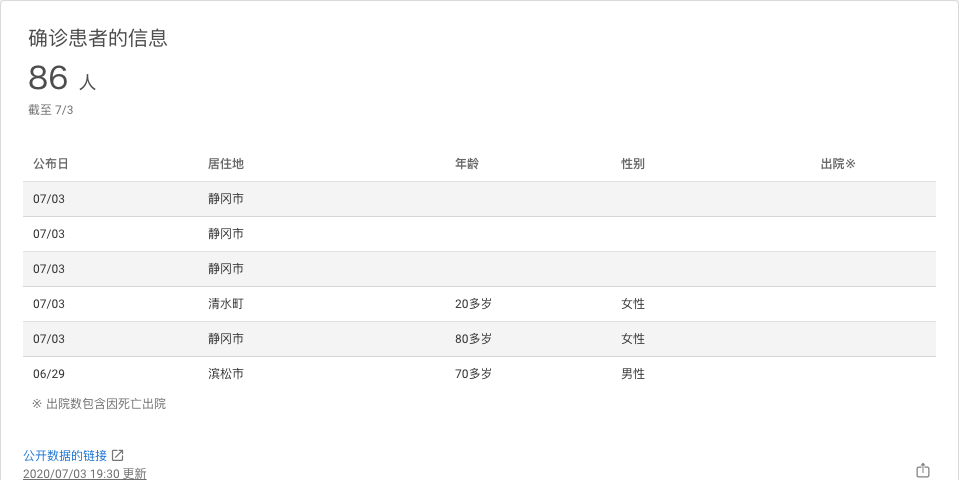 确诊患者的信息
86 人
截至 7/3
公布日 居住地 年龄 性别 出院※
07/03 静冈市
07/03 静冈市
07/03 静冈市
07/03 清水町 20多岁 女性
07/03 静冈市 80多岁 女性
06/29 滨松市 70多岁 男性
※ 出院数包含因死亡出院
公开数据的链接
2020/07/03 19:30 更新